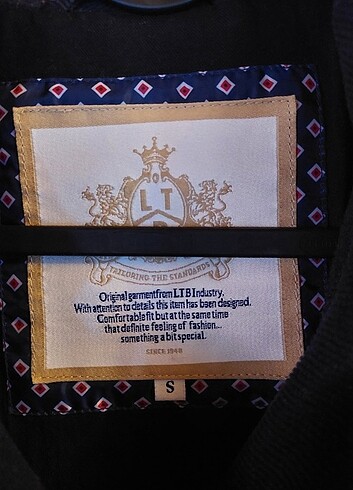 LT
TAILORING THE STANDARDS
Original garment from LTB Industry.
With attention to details this item has been designed.
Comfortable fit but at the same time
that definite feeling of fashion...
something a bit special.
SINCE 1948
S